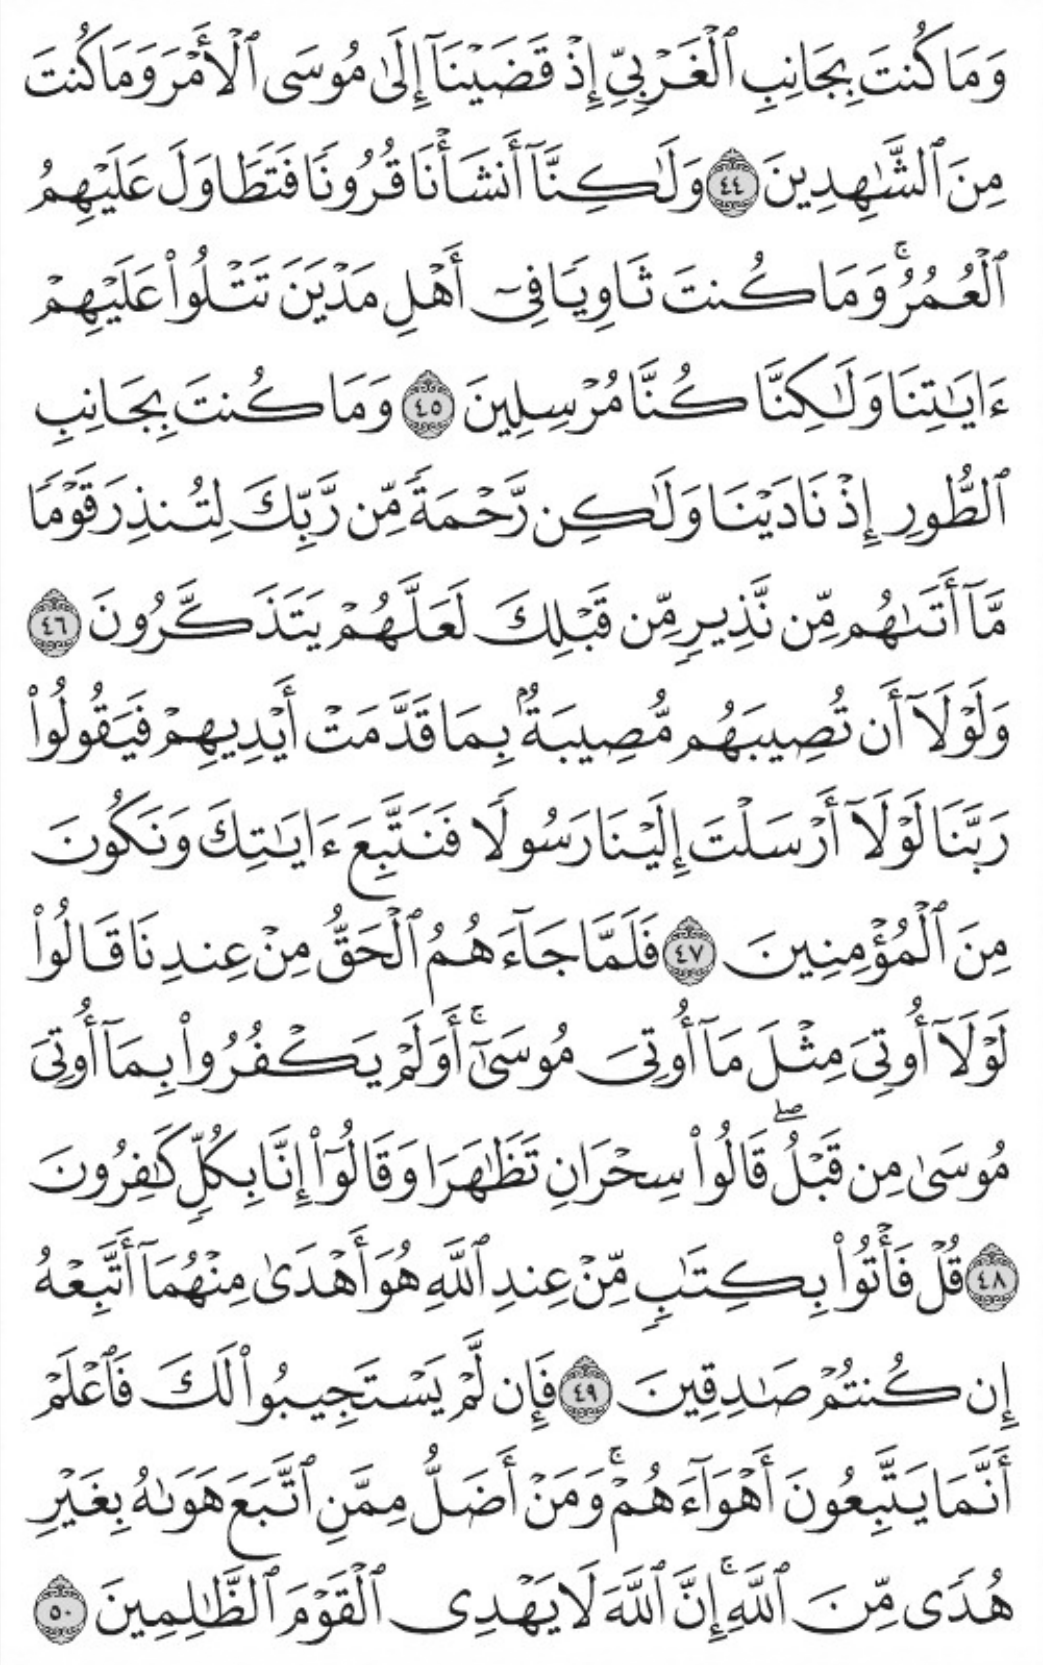 وَمَا كُنتَ بِجَانِبِ ٱلْغَرْبِىِّ إِذْ قَضَيْنَآ إِلَىٰ مُوسَى ٱلْأَمْرَ وَمَا كُنتَ
مِنَ ٱلشَّٰهِدِينَ ٤٤ وَلَٰكِنَّآ أَنشَأْنَا قُرُونًا فَتَطَاوَلَ عَلَيْهِمُ
ٱلْعُمُرُ ۚ وَمَا كُنتَ ثَاوِيًا فِىٓ أَهْلِ مَدْيَنَ تَتْلُوا۟ عَلَيْهِمْ
ءَايَٰتِنَا وَلَٰكِنَّا كُنَّا مُرْسِلِينَ ٤٥ وَمَا كُنتَ بِجَانِبِ
ٱلطُّورِ إِذْ نَادَيْنَا وَلَٰكِن رَّحْمَةً مِّن رَّبِّكَ لِتُنذِرَ قَوْمًا
مَّآ أَتَىٰهُم مِّن نَّذِيرٍ مِّن قَبْلِكَ لَعَلَّهُمْ يَتَذَكَّرُونَ ٤٦
وَلَوْلَآ أَن تُصِيبَهُم مُّصِيبَةٌۢ بِمَا قَدَّمَتْ أَيْدِيهِمْ فَيَقُولُوا۟
رَبَّنَا لَوْلَآ أَرْسَلْتَ إِلَيْنَا رَسُولًا فَنَتَّبِعَ ءَايَٰتِكَ وَنَكُونَ
مِنَ ٱلْمُؤْمِنِينَ ٤٧ فَلَمَّا جَآءَهُمُ ٱلْحَقُّ مِنْ عِندِنَا قَالُوا۟
لَوْلَآ أُوتِىَ مِثْلَ مَآ أُوتِىَ مُوسَىٰٓ ۚ أَوَلَمْ يَكْفُرُوا۟ بِمَآ أُوتِىَ
مُوسَىٰ مِن قَبْلُ ۖ قَالُوا۟ سِحْرَانِ تَظَٰهَرَا وَقَالُوٓا۟ إِنَّا بِكُلٍّ كَٰفِرُونَ
٤٨ قُلْ فَأْتُوا۟ بِكِتَٰبٍ مِّنْ عِندِ ٱللَّهِ هُوَ أَهْدَىٰ مِنْهُمَآ أَتَّبِعْهُ
إِن كُنتُمْ صَٰدِقِينَ ٤٩ فَإِن لَّمْ يَسْتَجِيبُوا۟ لَكَ فَٱعْلَمْ
أَنَّمَا يَتَّبِعُونَ أَهْوَآءَهُمْ ۚ وَمَنْ أَضَلُّ مِمَّنِ ٱتَّبَعَ هَوَىٰهُ بِغَيْرِ
هُدًى مِّنَ ٱللَّهِ ۚ إِنَّ ٱللَّهَ لَا يَهْدِى ٱلْقَوْمَ ٱلظَّٰلِمِينَ ٥٠